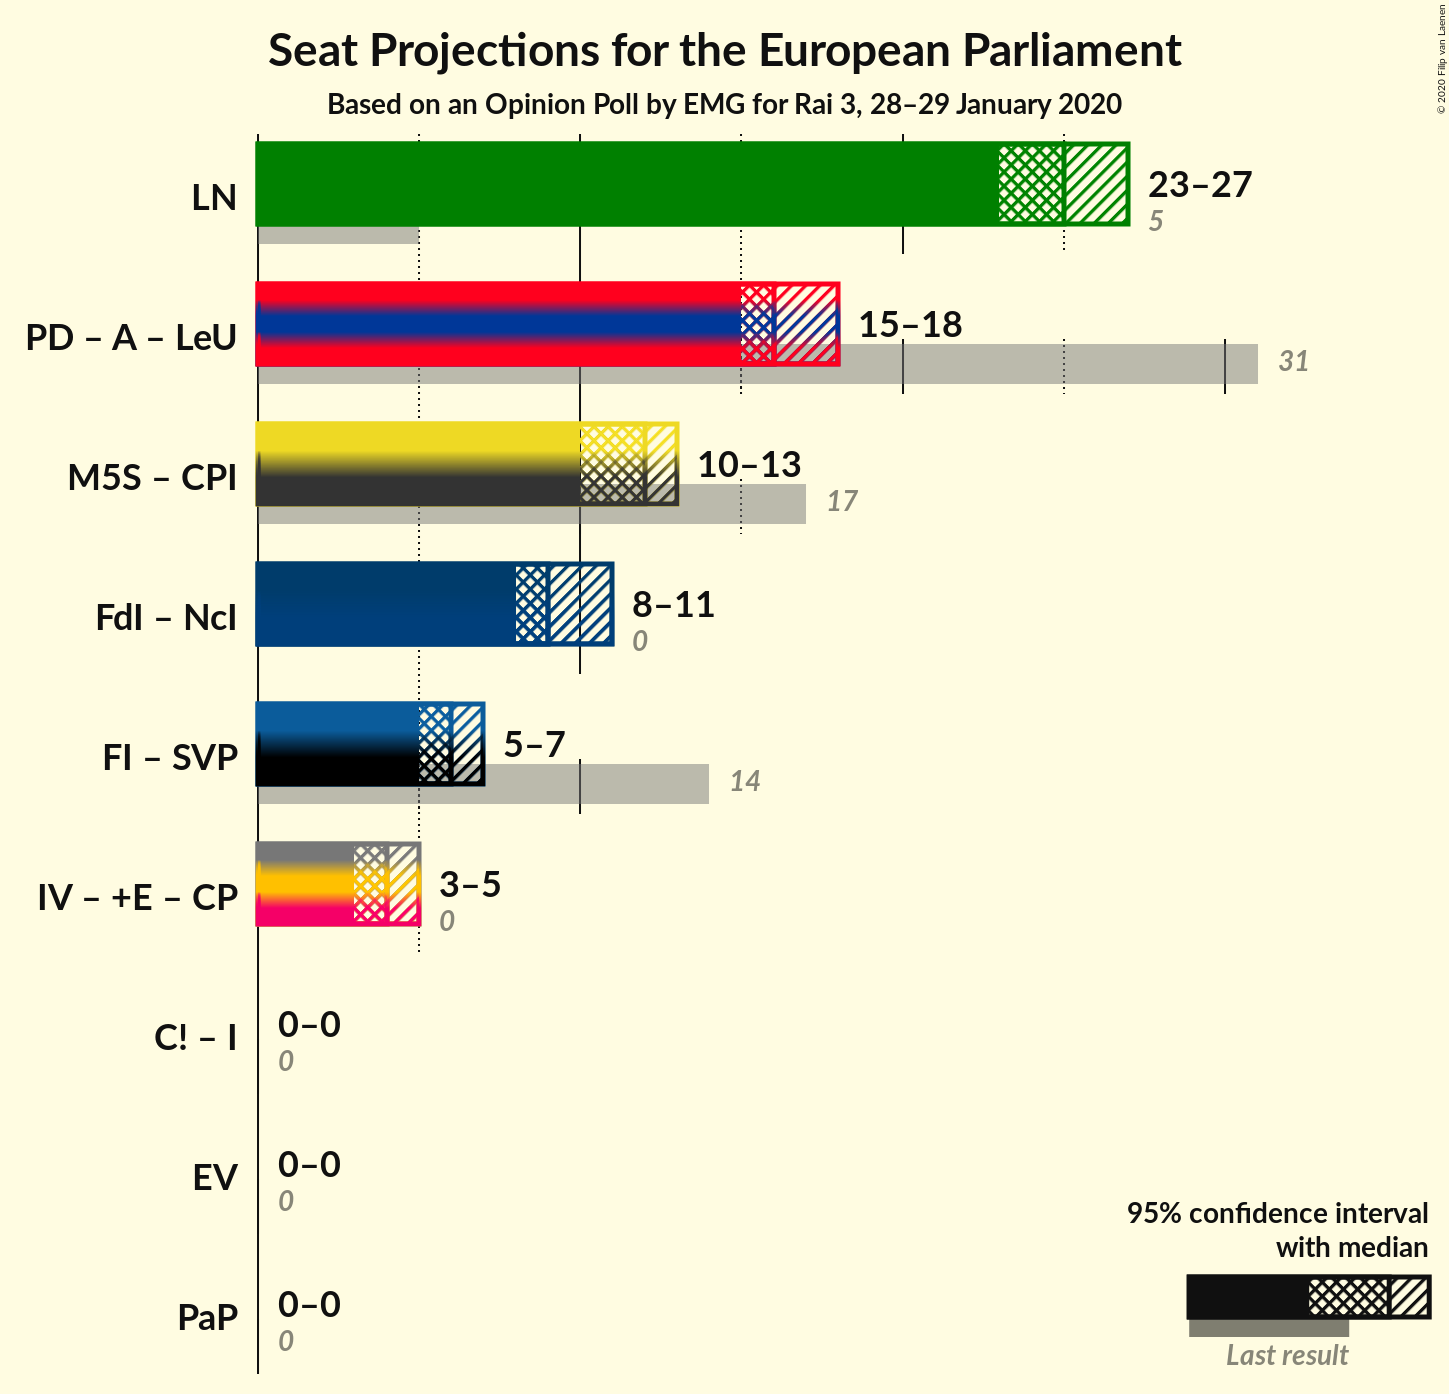 Seat Projections for the European Parliament
Based on an Opinion Poll by EMG for Rai 3, 28–29 January 2020
© 2020 Filip van Laenen
LN
23–27
5
PD – A – LeU
15–18
31
M5S – CPI
10–13
17
FdI – NcI
8–11
0
FI – SVP
5–7
14
IV – +E – CP
3–5
0
C! – I
0–0
0
EV
0–0
0
PaP
0–0
0
95% confidence interval
with median
Last result